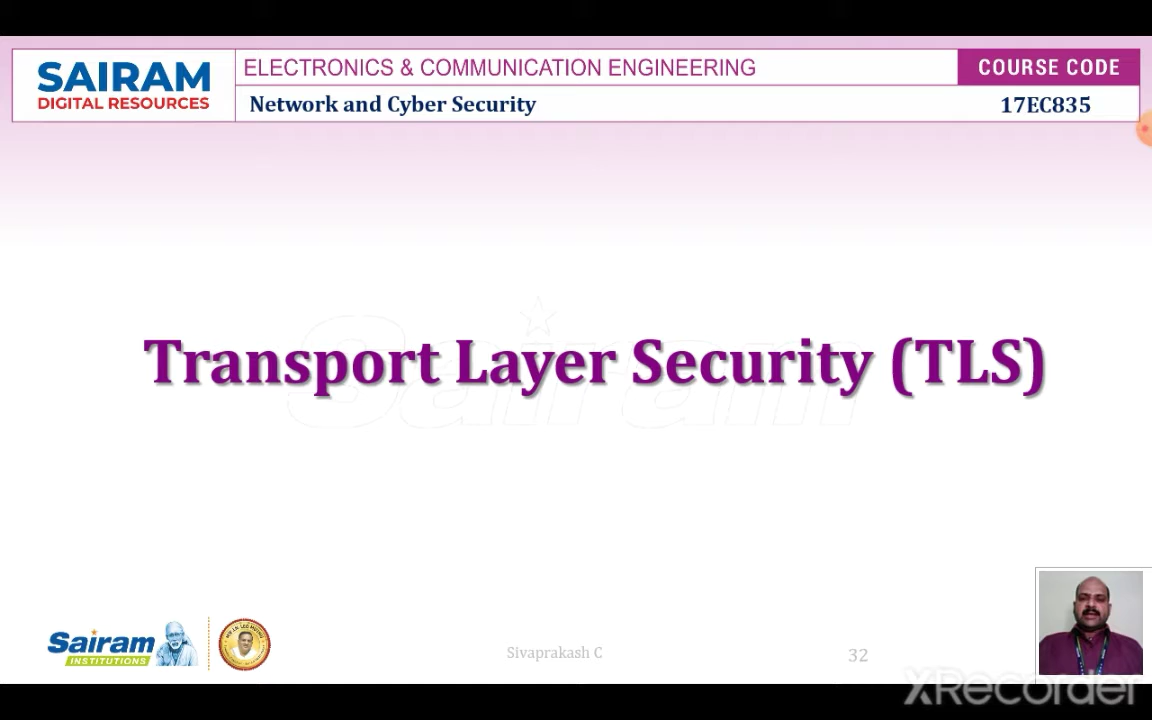 SAIRAM
DIGITAL RESOURCES
ELECTRONICS & COMMUNICATION ENGINEERING
COURSE CODE
Network and Cyber Security
17EC835
Sairam
Transport Layer Security (TLS)
Sairam
INSTITUTIONS
Sivaprakash C
32
XRecorder